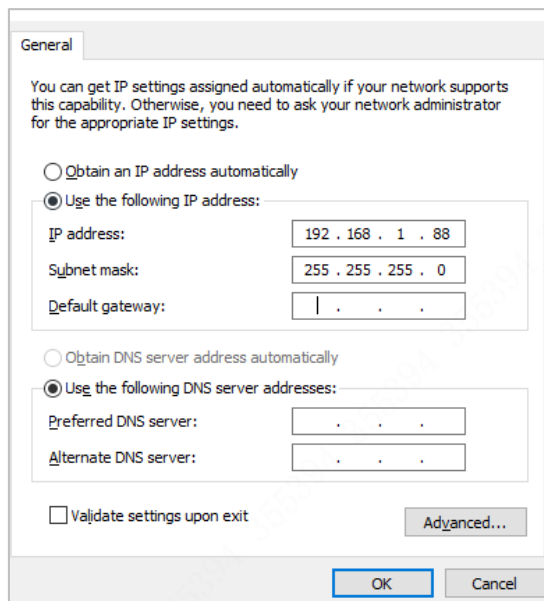 General
You can get IP settings assigned automatically if your network supports
this capability. Otherwise, you need to ask your network administrator
for the appropriate IP settings.
Obtain an IP address automatically
Use the following IP address:
IP address: 192 . 168 . 1 . 88
Subnet mask: 255 . 255 . 255 . 0
Default gateway: . . .
Obtain DNS server address automatically
Use the following DNS server addresses:
Preferred DNS server: . . .
Alternate DNS server: . . .
Validate settings upon exit
Advanced...
OK Cancel